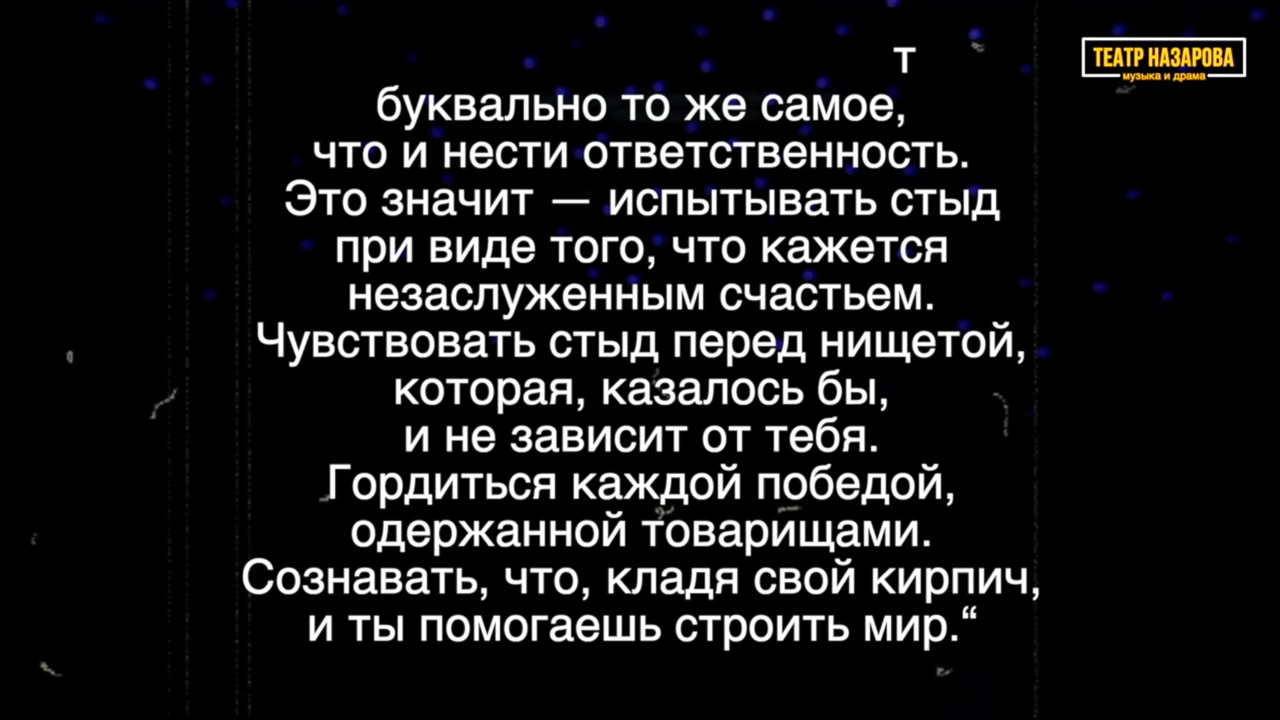 ТЕАТР НАЗАРОВА
музыка и драма
т
буквально то же самое,
что и нести ответственность.
Это значит — испытывать стыд
при виде того, что кажется
незаслуженным счастьем.
Чувствовать стыд перед нищетой,
которая, казалось бы,
и не зависит от тебя.
Гордиться каждой победой,
одержанной товарищами.
Сознавать, что, кладя свой кирпич,
и ты помогаешь строить мир.“